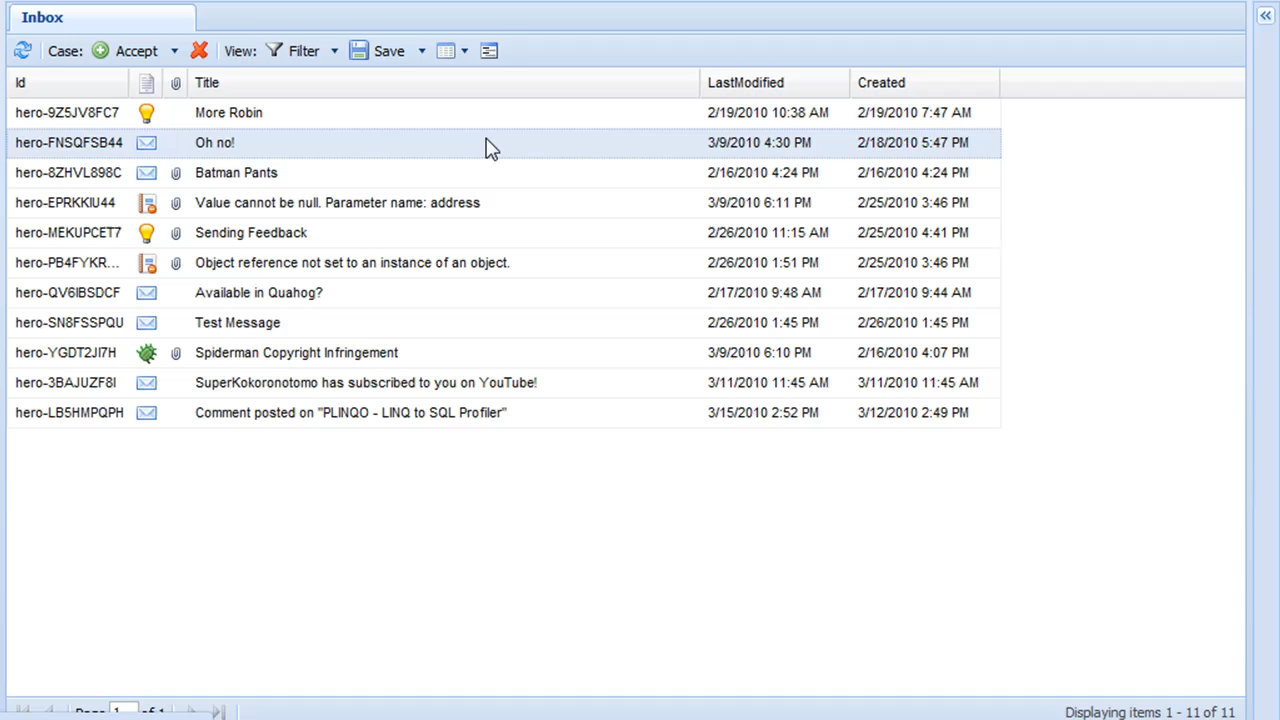 Inbox
Case: Accept View: Filter Save
Id Title LastModified Created
hero-9Z5JV8FC7 More Robin 2/19/2010 10:38 AM 2/19/2010 7:47 AM
hero-FNSQFSB44 Oh no! 3/9/2010 4:30 PM 2/18/2010 5:47 PM
hero-8ZHVL898C Batman Pants 2/16/2010 4:24 PM 2/16/2010 4:24 PM
hero-EPRKKIU44 Value cannot be null. Parameter name: address 3/9/2010 6:11 PM 2/25/2010 3:46 PM
hero-MEKUPCET7 Sending Feedback 2/26/2010 11:15 AM 2/25/2010 4:41 PM
hero-PB4FYKR... Object reference not set to an instance of an object. 2/26/2010 1:51 PM 2/25/2010 3:46 PM
hero-QV6IBSDCF Available in Quahog? 2/17/2010 9:48 AM 2/17/2010 9:44 AM
hero-SN8FSSPQU Test Message 2/26/2010 1:45 PM 2/26/2010 1:45 PM
hero-YGDT2JI7H Spiderman Copyright Infringement 3/9/2010 6:10 PM 2/16/2010 4:07 PM
hero-3BAJUZF8I SuperKokoronotomo has subscribed to you on YouTube! 3/11/2010 11:45 AM 3/11/2010 11:45 AM
hero-LB5HMPQPH Comment posted on "PLINQO - LINQ to SQL Profiler" 3/15/2010 2:52 PM 3/12/2010 2:49 PM
Page 1 of 1 Displaying items 1 - 11 of 11